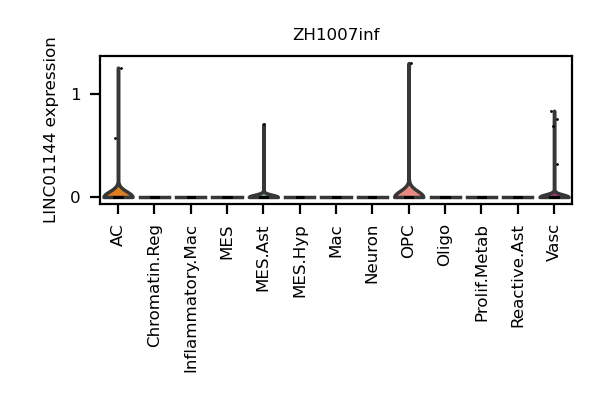 ZH1007inf
LINC01144 expression
1
0
AC
Chromatin.Reg
Inflammatory.Mac
MES
MES.Ast
MES.Hyp
Mac
Neuron
OPC
Oligo
Prolif.Metab
Reactive.Ast
Vasc